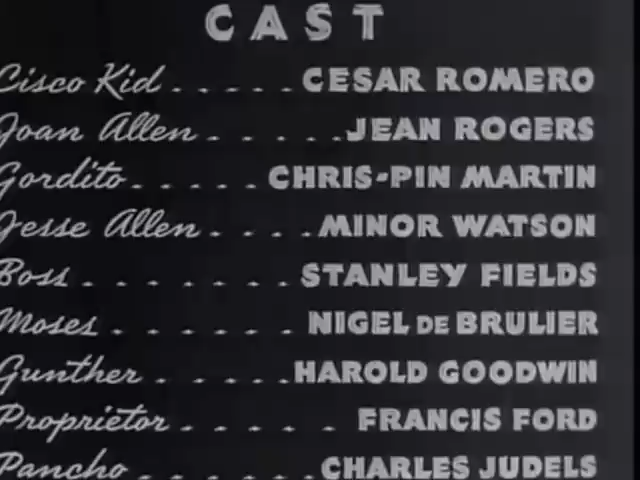 CAST
Cisco Kid . . . . . CESAR ROMERO
Joan Allen . . . . . JEAN ROGERS
Gordito . . . . . CHRIS-PIN MARTIN
Jesse Allen . . . . MINOR WATSON
Boss . . . . . . . STANLEY FIELDS
Moses . . . . . . NIGEL DE BRULIER
Gunther . . . . . HAROLD GOODWIN
Proprietor . . . . . FRANCIS FORD
Pancho . . . . . . CHARLES JUDELS